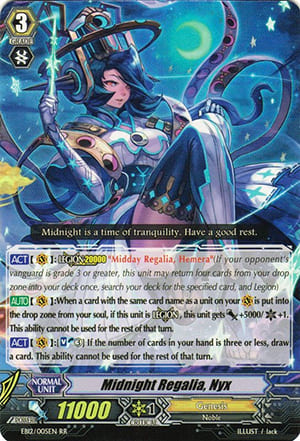 3
GRADE
Midnight is a time of tranquility. Have a good rest.
ACT [V]: LEGION 20000 "Midday Regalia, Hemera"(If your opponent's
vanguard is grade 3 or greater, this unit may return four cards from your drop
zone into your deck once, search your deck for the specified card, and Legion)
AUTO [V]:When a card with the same card name as a unit on your [S] is put into
the drop zone from your soul, if this unit is LEGION, this unit gets +5000/ +1.
This ability cannot be used for the rest of that turn.
ACT [V]: [3] If the number of cards in your hand is three or less, draw
a card. This ability cannot be used for the rest of that turn.
NORMAL
UNIT
Midnight Regalia, Nyx
POWER
11000
1
CRITICAL
Genesis
Noble
EB12/005EN RR
ILLUST / lack